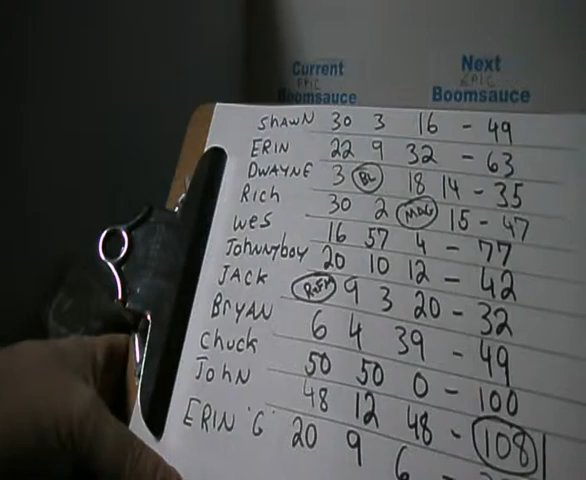 Current Next
EPIC EPIC
Boomsauce Boomsauce
SHAWN 30 3 16 - 49
ERIN 22 9 32 - 63
DWAYNE 3 BL 18 14 - 35
Rich 30 2 15 - 47
Wes 16 57 4 - 77
Johnnyboy 20 10 12 - 42
JACK 9 3 20 - 32
BRYAN 6 4 39 - 49
Chuck 50 50 0 - 100
JOHN 48 12 48 - 108
ERIN 'G' 20 9 6 -